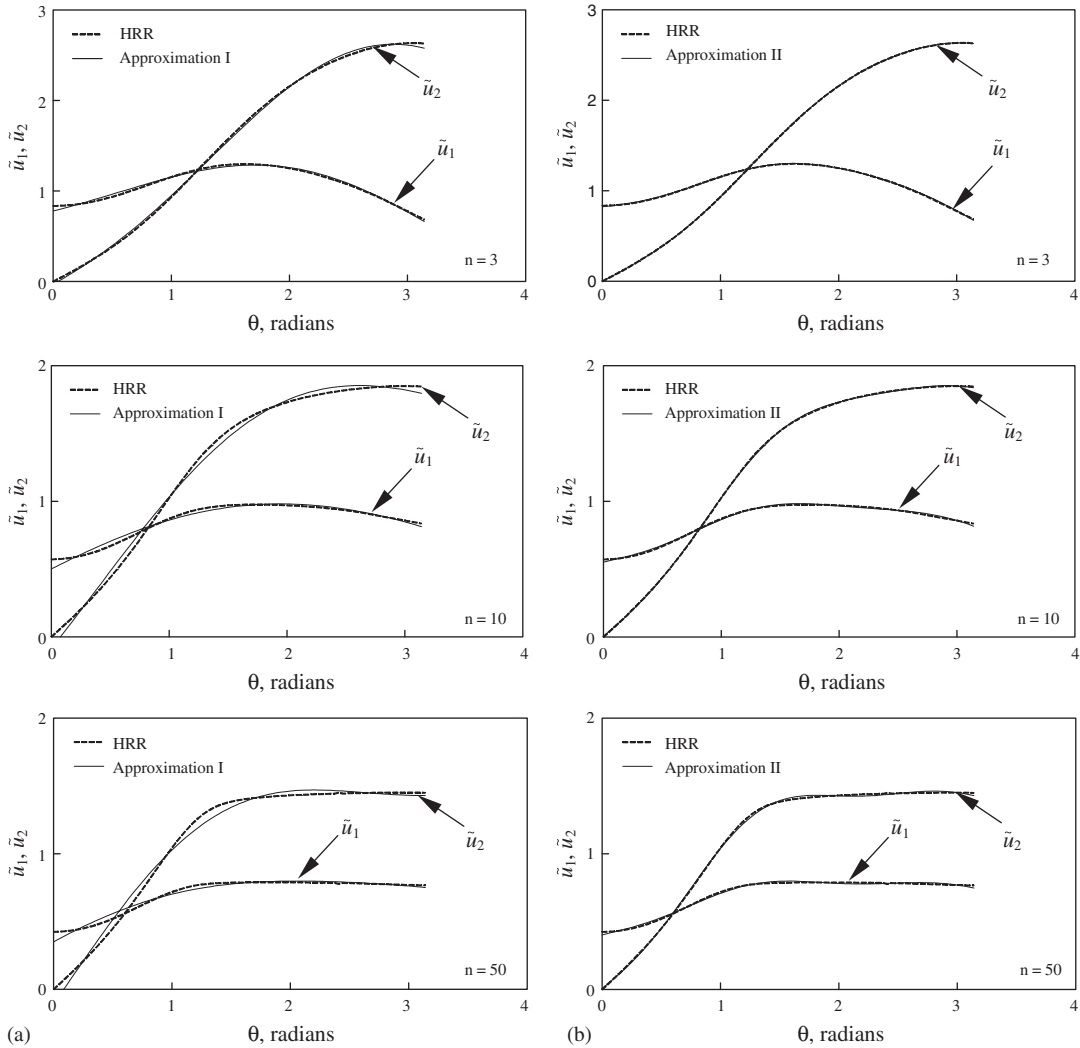 3
2
1
0
ũ₁, ũ₂
HRR
Approximation I
ũ₂
ũ₁
n = 3
0 1 2 3 4
θ, radians
3
2
1
0
ũ₁, ũ₂
HRR
Approximation II
ũ₂
ũ₁
n = 3
0 1 2 3 4
θ, radians
2
1
0
ũ₁, ũ₂
HRR
Approximation I
ũ₂
ũ₁
n = 10
0 1 2 3 4
θ, radians
2
1
0
ũ₁, ũ₂
HRR
Approximation II
ũ₂
ũ₁
n = 10
0 1 2 3 4
θ, radians
2
1
0
ũ₁, ũ₂
HRR
Approximation I
ũ₁
ũ₂
n = 50
0 1 2 3 4
θ, radians
(a)
2
1
0
ũ₁, ũ₂
HRR
Approximation II
ũ₁
ũ₂
n = 50
0 1 2 3 4
θ, radians
(b)